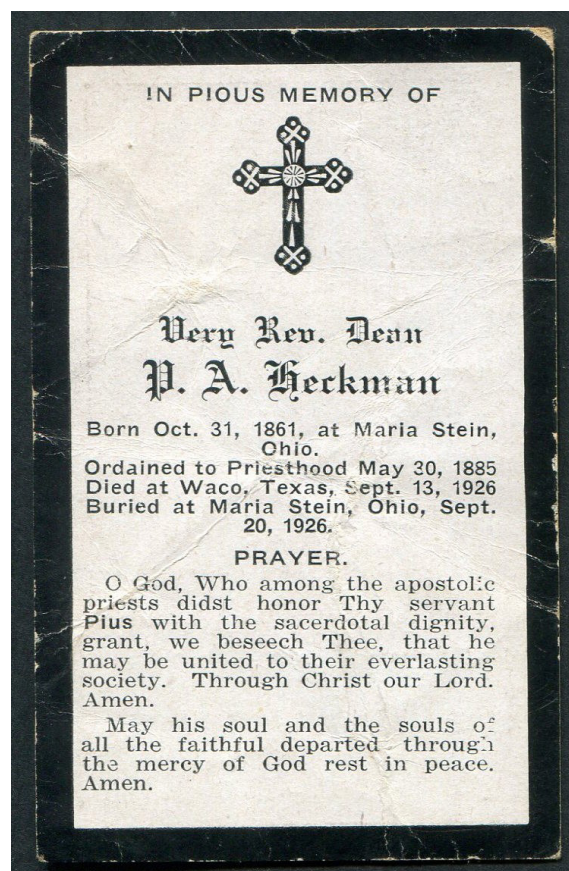 IN PIOUS MEMORY OF
Very Rev. Dean
P. A. Heckman
Born Oct. 31, 1861, at Maria Stein,
Ohio.
Ordained to Priesthood May 30, 1885
Died at Waco, Texas, Sept. 13, 1926
Buried at Maria Stein, Ohio, Sept.
20, 1926.
PRAYER.
O God, Who among the apostolic
priests didst honor Thy servant
Pius with the sacerdotal dignity,
grant, we beseech Thee, that he
may be united to their everlasting
society. Through Christ our Lord.
Amen.
May his soul and the souls of
all the faithful departed through
the mercy of God rest in peace.
Amen.